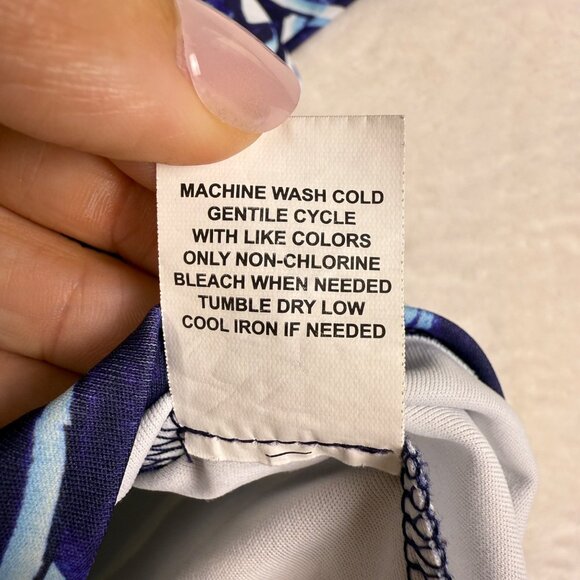 MACHINE WASH COLD
GENTILE CYCLE
WITH LIKE COLORS
ONLY NON-CHLORINE
BLEACH WHEN NEEDED
TUMBLE DRY LOW
COOL IRON IF NEEDED